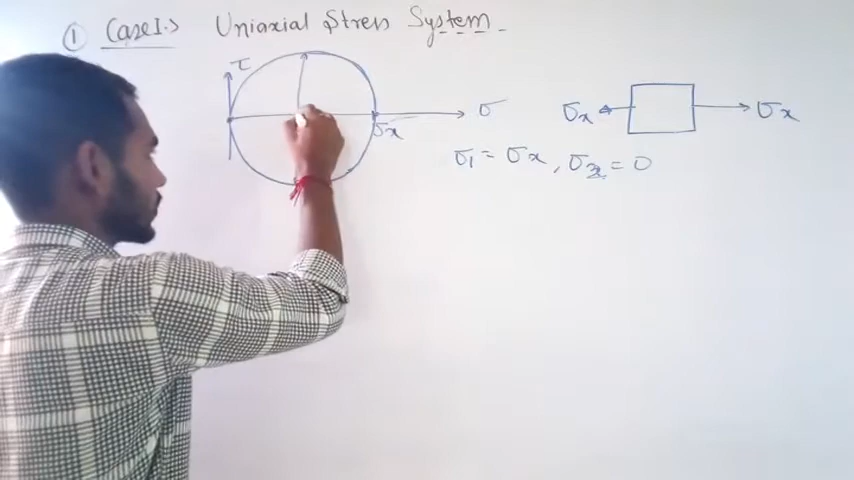 ① Case I :→ Uniaxial Stress System
τ
σ
σx
σx
σx
σ1 = σx , σ2 = 0